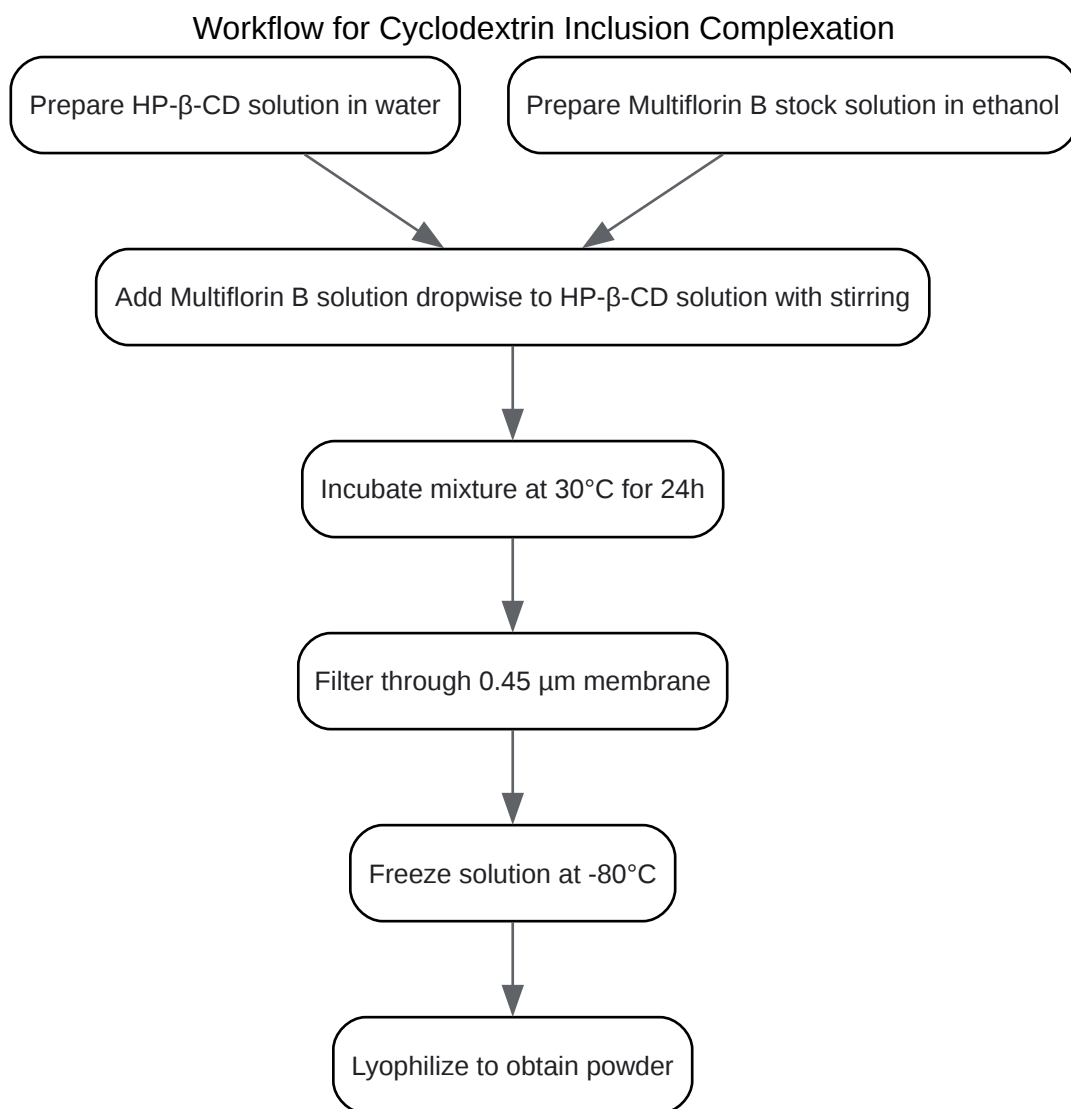 Workflow for Cyclodextrin Inclusion Complexation
Prepare HP-β-CD solution in water
Prepare Multiflorin B stock solution in ethanol
Add Multiflorin B solution dropwise to HP-β-CD solution with stirring
Incubate mixture at 30°C for 24h
Filter through 0.45 µm membrane
Freeze solution at -80°C
Lyophilize to obtain powder